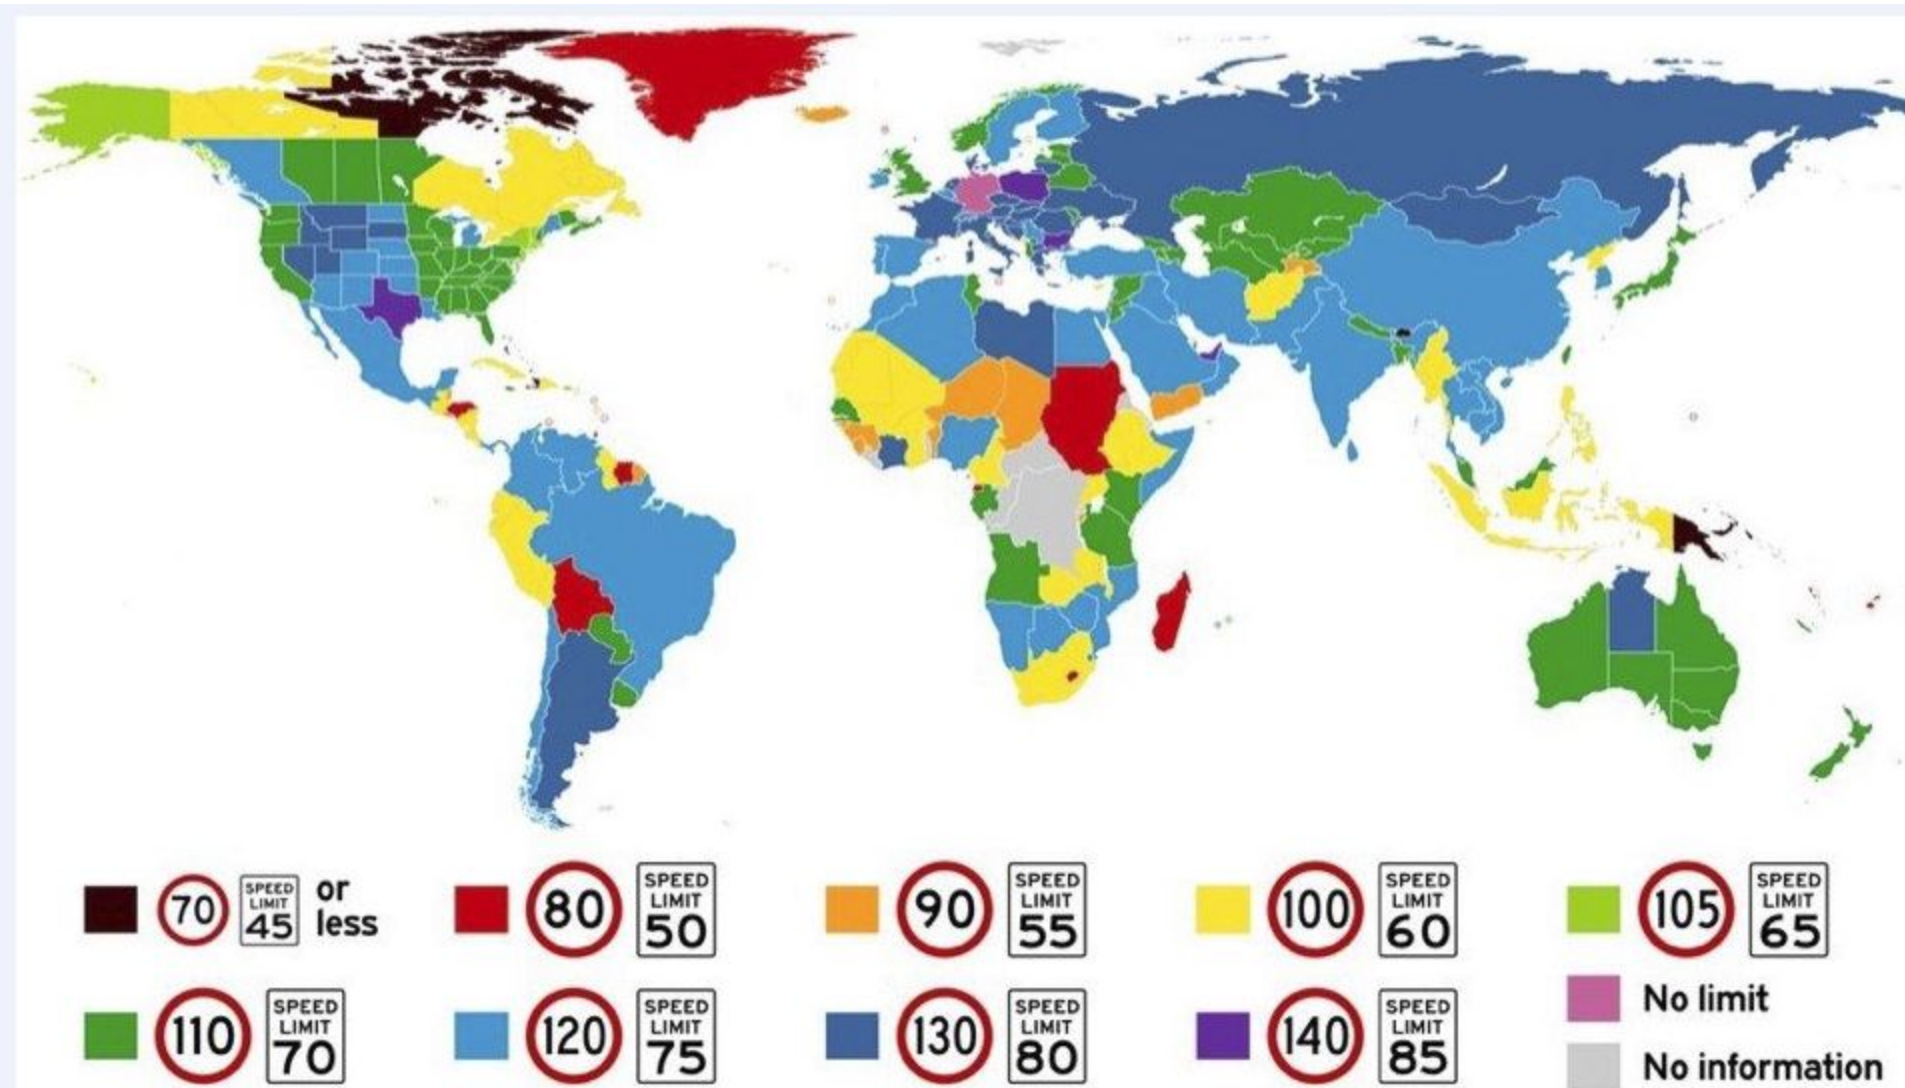 70
SPEED
LIMIT
45
or
less
80
SPEED
LIMIT
50
90
SPEED
LIMIT
55
100
SPEED
LIMIT
60
105
SPEED
LIMIT
65
110
SPEED
LIMIT
70
120
SPEED
LIMIT
75
130
SPEED
LIMIT
80
140
SPEED
LIMIT
85
No limit
No information